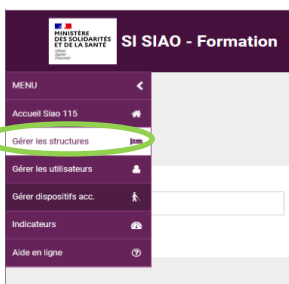 MINISTÈRE
DES SOLIDARITÉS
ET DE LA SANTÉ
SI SIAO - Formation
MENU
Accueil Siao 115
Gérer les structures
Gérer les utilisateurs
Gérer dispositifs acc.
Indicateurs
Aide en ligne